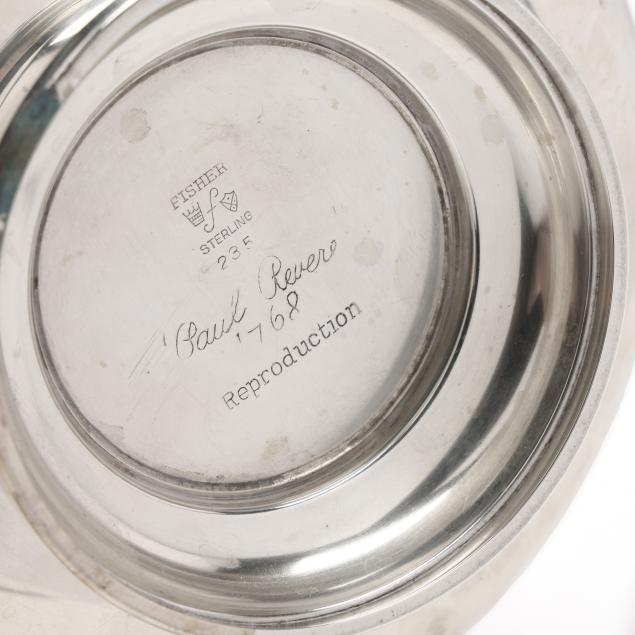 FISHER
f
STERLING
235
Paul Revere
1768
Reproduction